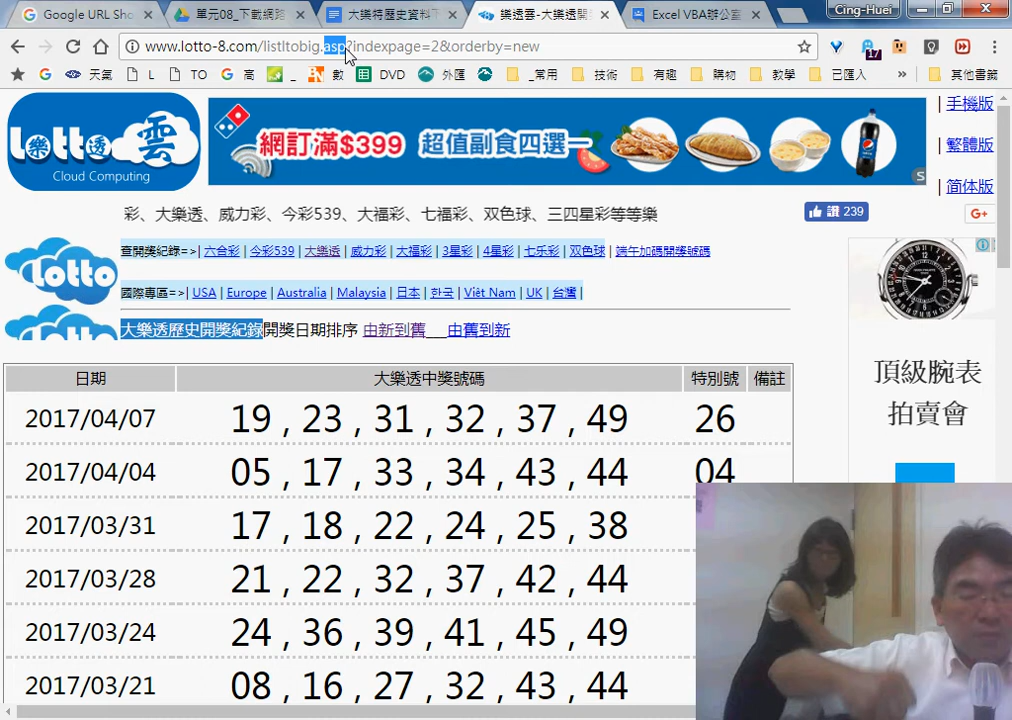 Google URL Sho
單元08_下載網路
大樂特歷史資料下
樂透雲-大樂透開獎
Excel VBA辦公室
Cing-Huei
www.lotto-8.com/listltobig.asp?indexpage=2&orderby=new
17
天氣
L
TO
高
_
數
DVD
外匯
_常用
技術
有趣
購物
教學
已匯入
»
其他書籤
lotto 樂透 雲
Cloud Computing
網訂滿$399 超值副食四選一
| 手機版
| 繁體版
| 简体版
彩、大樂透、威力彩、今彩539、大福彩、七福彩、双色球、三四星彩等等樂
讚 239
G+
查開獎紀錄=>| 六合彩 | 今彩539 | 大樂透 | 威力彩 | 大福彩 | 3星彩 | 4星彩 | 七乐彩 | 双色球 | 端午加碼開獎號碼
lotto
國際專區=>| USA | Europe | Australia | Malaysia | 日本 | 한국 | Việt Nam | UK | 台灣 |
大樂透歷史開獎紀錄開獎日期排序 由新到舊___由舊到新
日期 大樂透中獎號碼 特別號 備註
2017/04/07 19 , 23 , 31 , 32 , 37 , 49 26
2017/04/04 05 , 17 , 33 , 34 , 43 , 44 04
2017/03/31 17 , 18 , 22 , 24 , 25 , 38
2017/03/28 21 , 22 , 32 , 37 , 42 , 44
2017/03/24 24 , 36 , 39 , 41 , 45 , 49
2017/03/21 08 , 16 , 27 , 32 , 43 , 44
頂級腕表
拍賣會